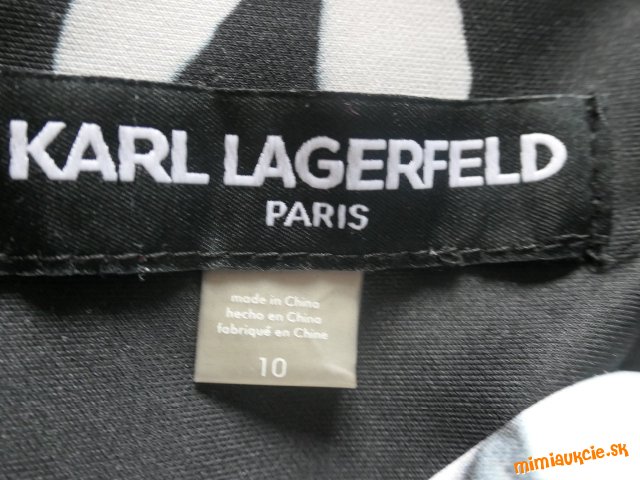 KARL LAGERFELD
PARIS
made in China
hecho en China
fabriqué en Chine
10
mimiaukcie.sk